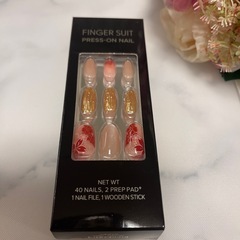 FINGER SUIT
PRESS-ON NAIL
NET WT
40 NAILS, 2 PREP PAD*
1 NAIL FILE, 1 WOODEN STICK